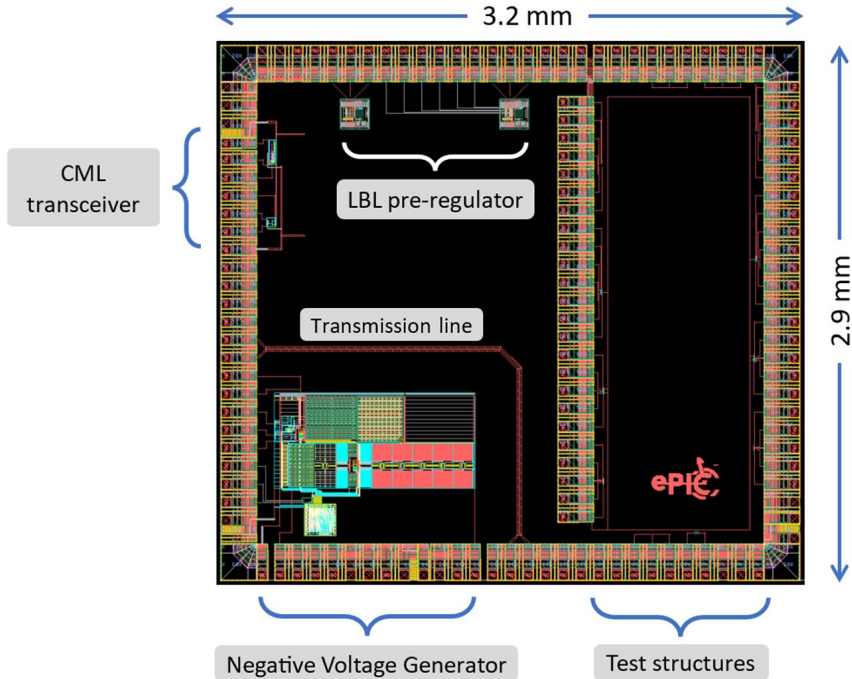 3.2 mm
2.9 mm
CML
transceiver
LBL pre-regulator
Transmission line
ePIC
Negative Voltage Generator
Test structures